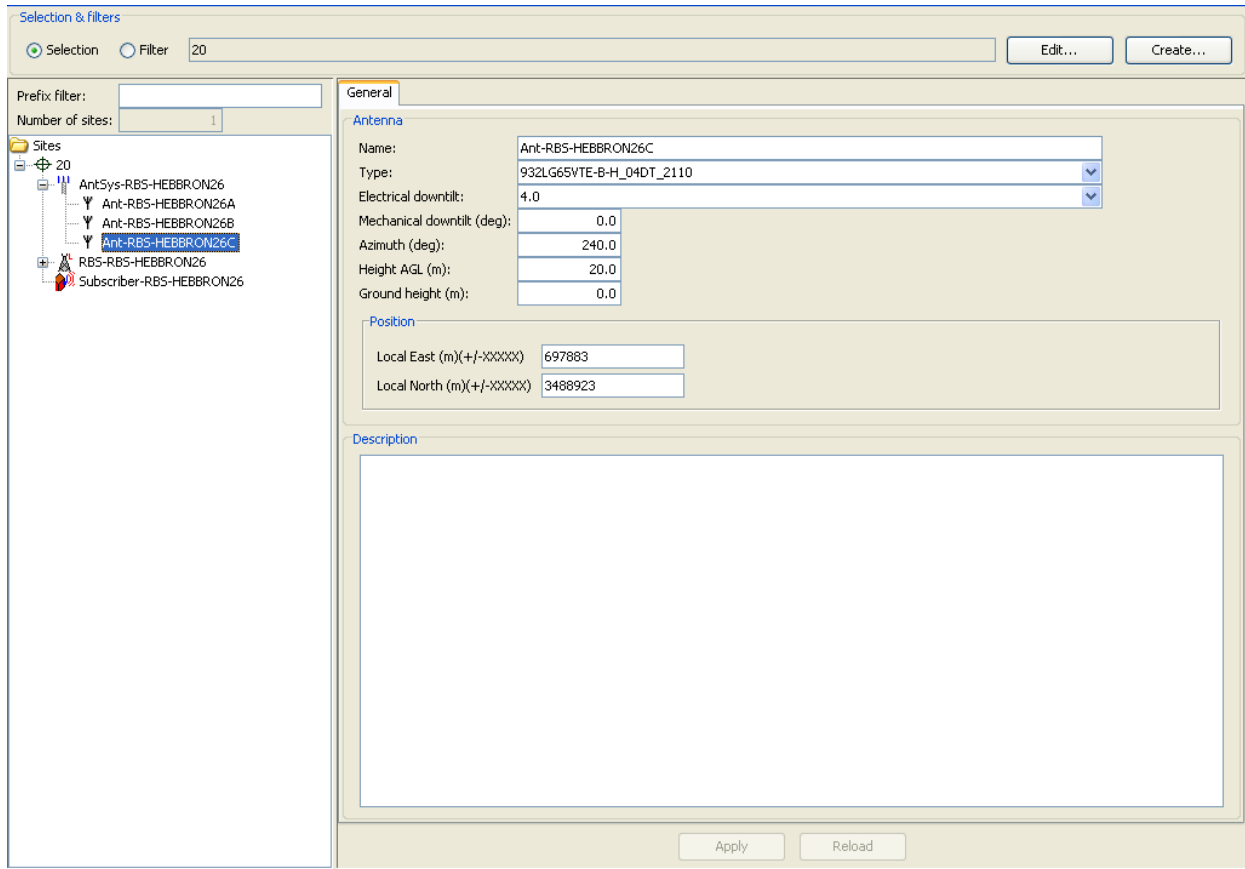 Selection & filters
Selection Filter 20 Edit... Create...
Prefix filter:
Number of sites: 1
Sites
20
AntSys-RBS-HEBBRON26
Ant-RBS-HEBBRON26A
Ant-RBS-HEBBRON26B
Ant-RBS-HEBBRON26C
RBS-RBS-HEBBRON26
Subscriber-RBS-HEBBRON26
General
Antenna
Name: Ant-RBS-HEBBRON26C
Type: 932LG65VTE-B-H_04DT_2110
Electrical downtilt: 4.0
Mechanical downtilt (deg): 0.0
Azimuth (deg): 240.0
Height AGL (m): 20.0
Ground height (m): 0.0
Position
Local East (m)(+/-XXXXX) 697883
Local North (m)(+/-XXXXX) 3488923
Description
Apply Reload